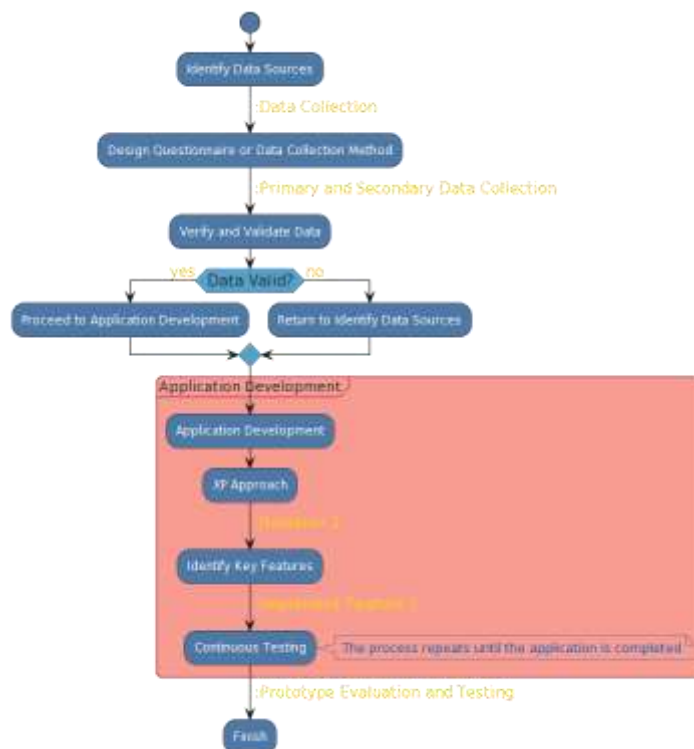 Identify Data Sources
:Data Collection
Design Questionnaire or Data Collection Method
:Primary and Secondary Data Collection
Verify and Validate Data
yes
Data Valid?
no
Proceed to Application Development
Return to Identify Data Sources
Application Development
Application Development
XP Approach
Identify Key Features
Continuous Testing
The process repeats until the application is completed
:Prototype Evaluation and Testing
Finish